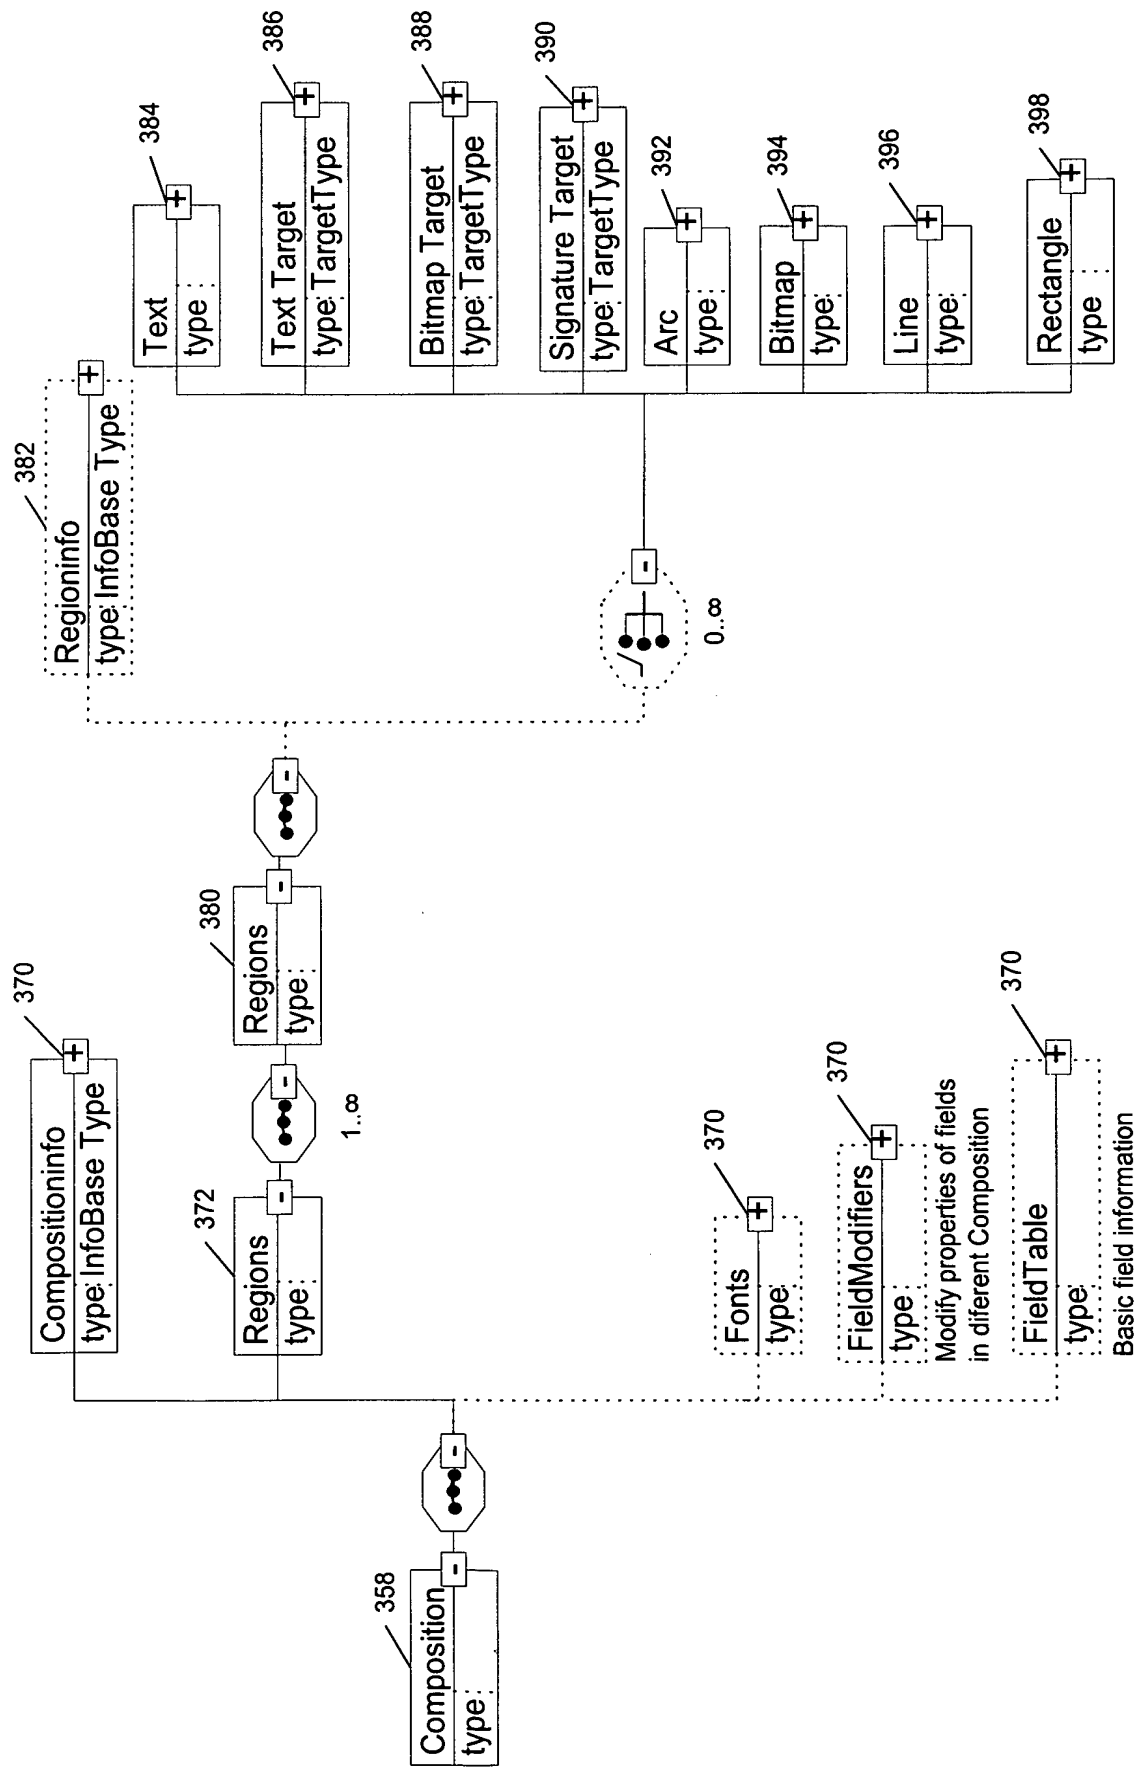 358
Composition
type:
370
Compositioninfo
type:InfoBase Type
372
Regions
type:
1..∞
380
Regions
type:
370
Fonts
type:
370
FieldModifiers
type:
Modify properties of fields
in diferent Composition
370
FieldTable
type:
Basic field information
382
Regioninfo
type:InfoBase Type
0..∞
384
Text
type:
386
Text Target
type:TargetType
388
Bitmap Target
type:TargetType
390
Signature Target
type:TargetType
392
Arc
type:
394
Bitmap
type:
396
Line
type:
398
Rectangle
type: